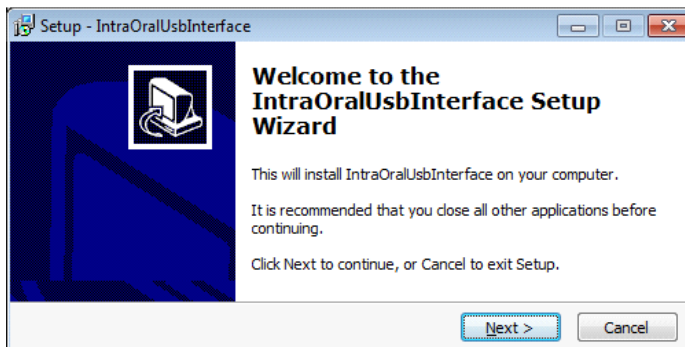 Setup - IntraOralUsbInterface
Welcome to the
IntraOralUsbInterface Setup
Wizard
This will install IntraOralUsbInterface on your computer.
It is recommended that you close all other applications before
continuing.
Click Next to continue, or Cancel to exit Setup.
Next >
Cancel